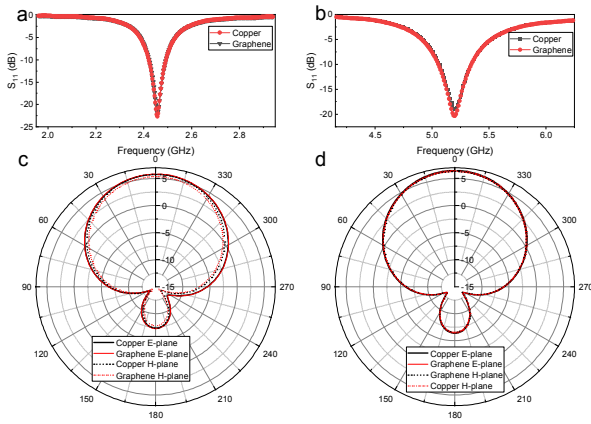 a
0
-5
-10
-15
-20
-25
S11 (dB)
Copper
Graphene
2.0
2.2
2.4
2.6
2.8
Frequency (GHz)
b
0
-5
-10
-15
-20
S11 (dB)
Copper
Graphene
4.5
5.0
5.5
6.0
Frequency (GHz)
c
0
30
60
90
120
150
180
210
240
270
300
330
5
-5
-10
-15
Copper E-plane
Graphene E-plane
Copper H-plane
Graphene H-plane
d
0
30
60
90
120
150
180
210
240
270
300
330
5
-5
-10
-15
Copper E-plane
Graphene E-plane
Graphene H-plane
Copper H-plane